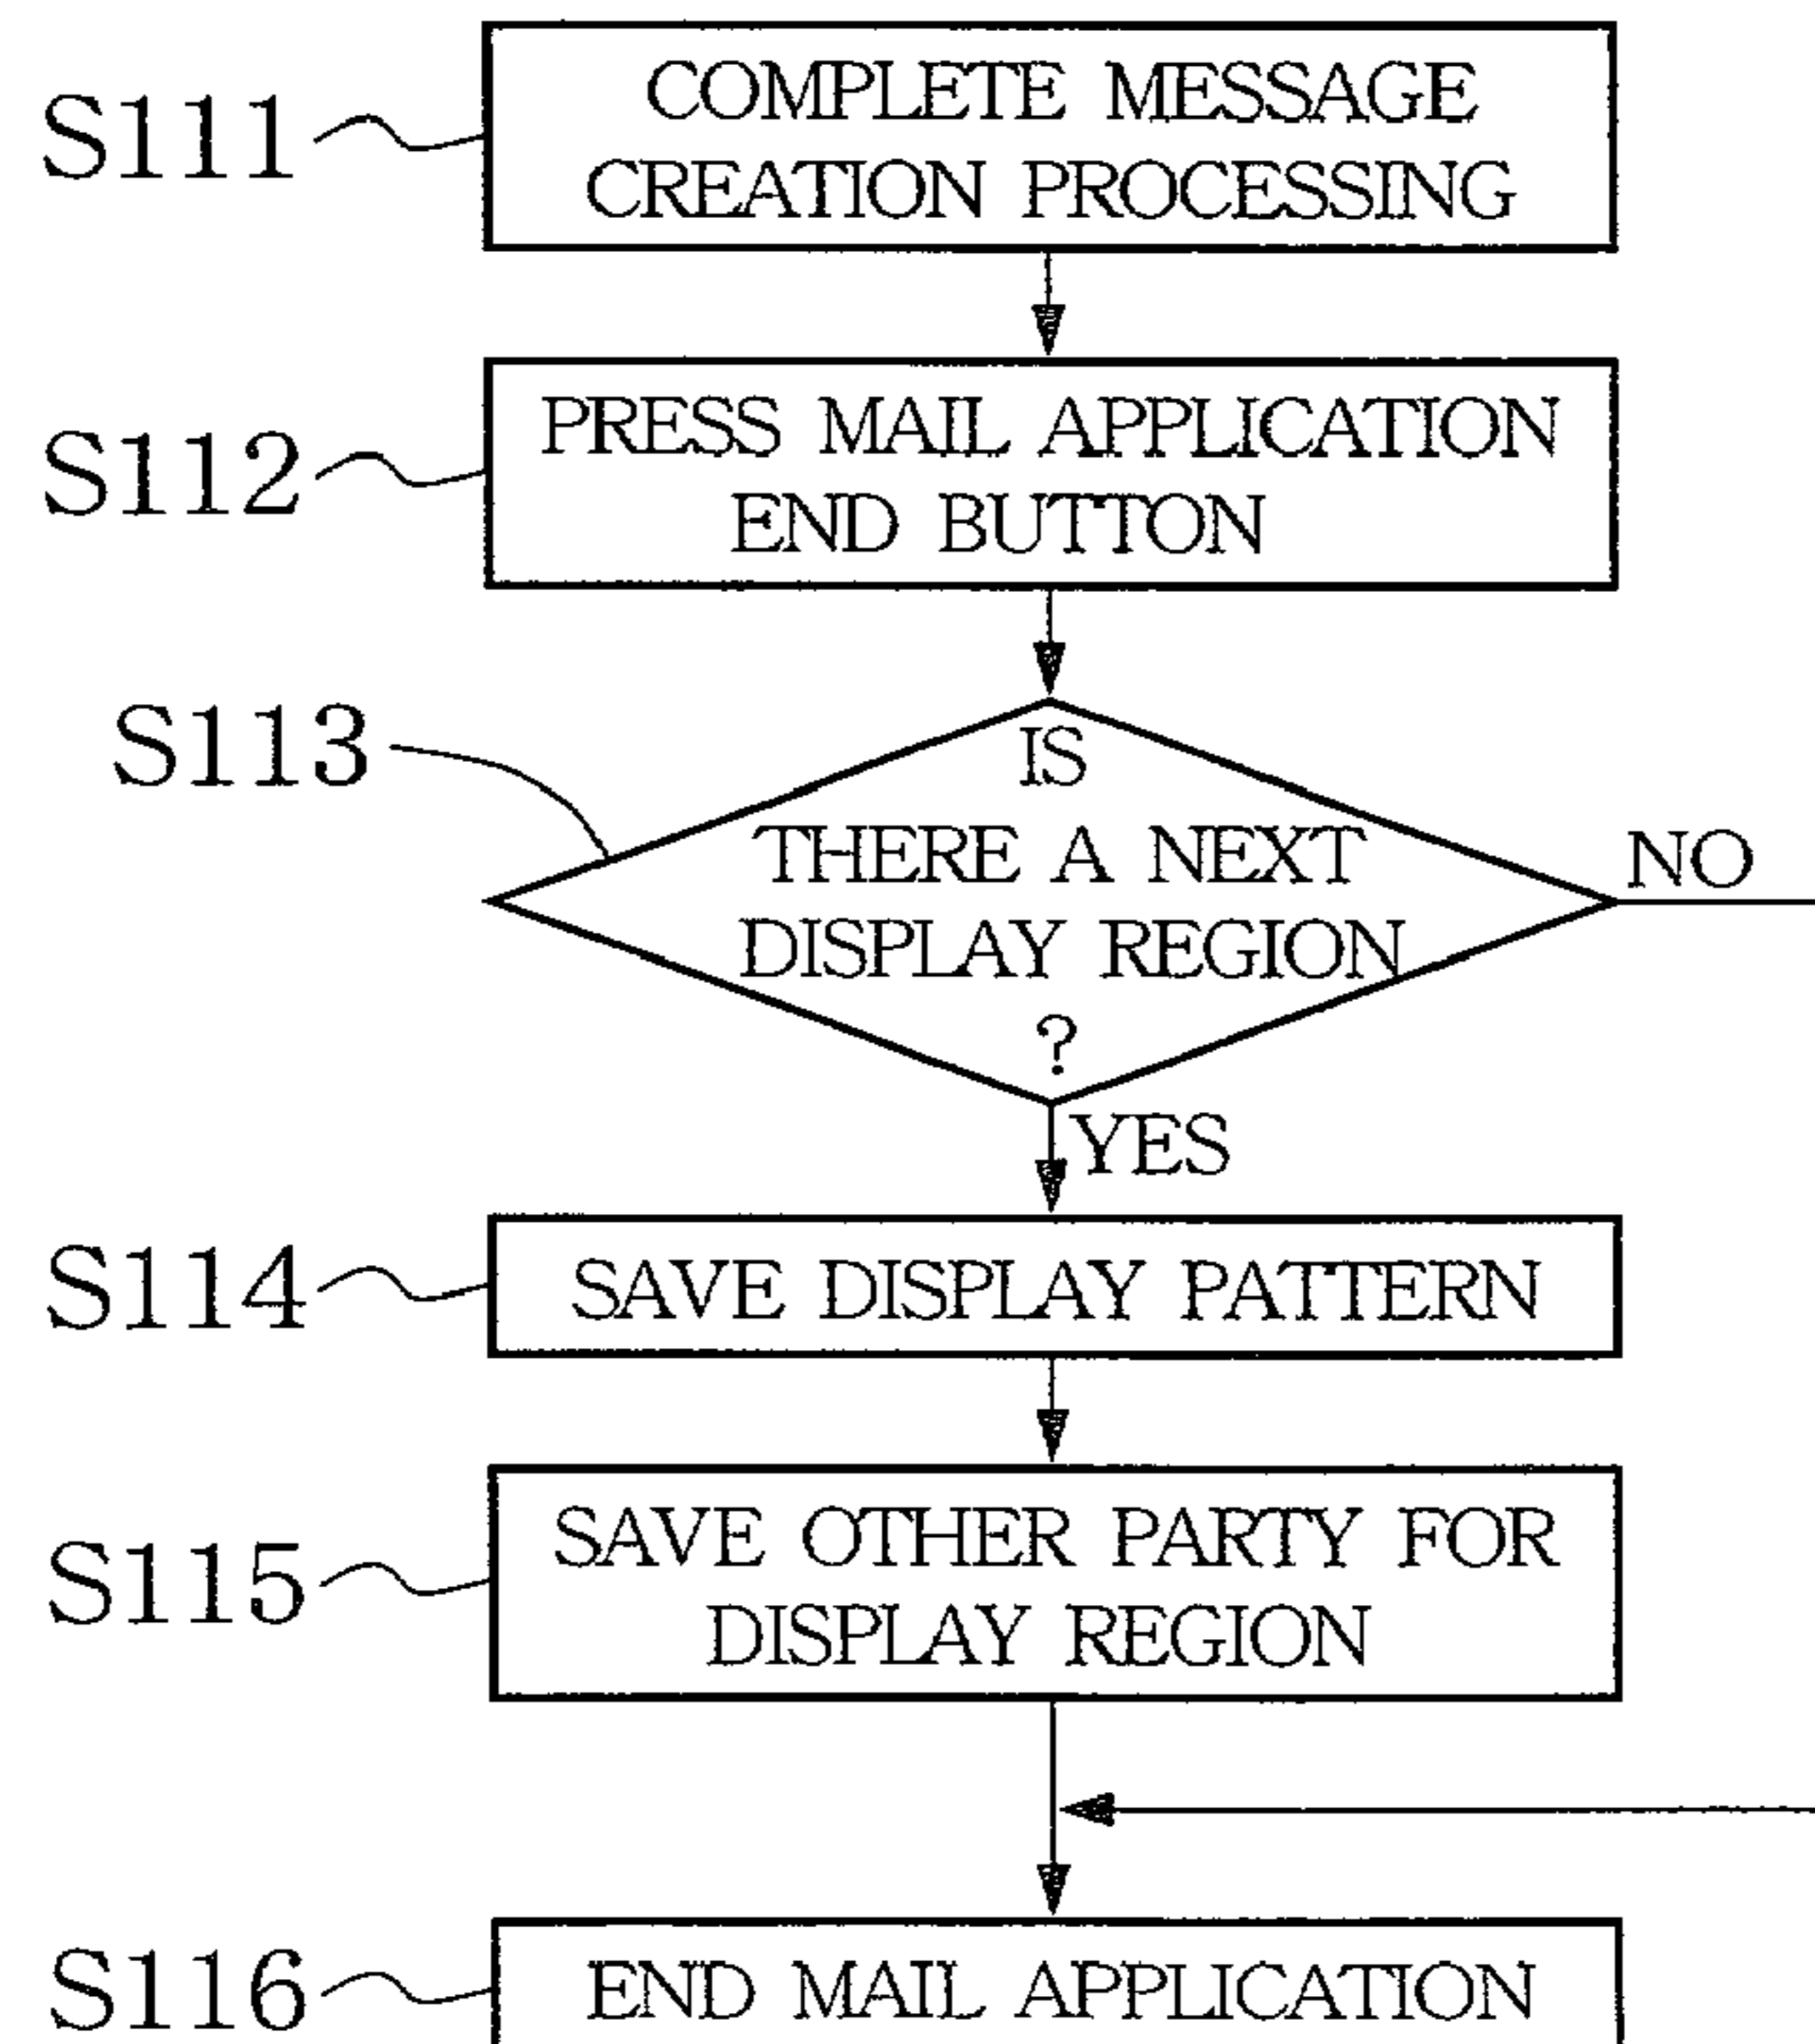 S111
COMPLETE MESSAGE
CREATION PROCESSING
S112
PRESS MAIL APPLICATION
END BUTTON
S113
IS
THERE A NEXT
DISPLAY REGION
?
NO
YES
S114
SAVE DISPLAY PATTERN
S115
SAVE OTHER PARTY FOR
DISPLAY REGION
S116
END MAIL APPLICATION